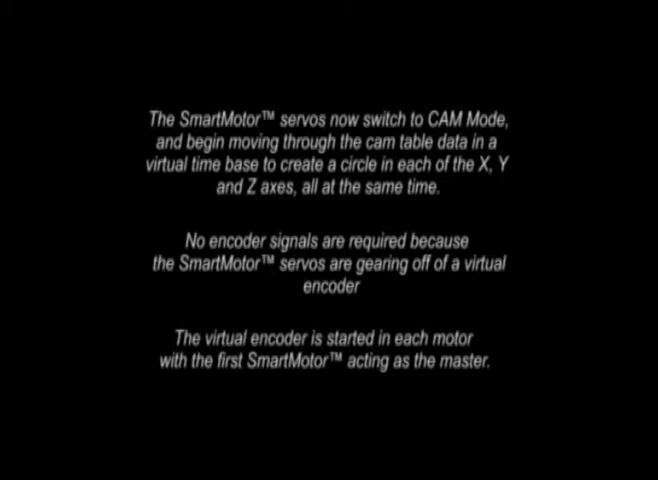 The SmartMotor™ servos now switch to CAM Mode,
and begin moving through the cam table data in a
virtual time base to create a circle in each of the X, Y
and Z axes, all at the same time.
No encoder signals are required because
the SmartMotor™ servos are gearing off of a virtual
encoder
The virtual encoder is started in each motor
with the first SmartMotor™ acting as the master.